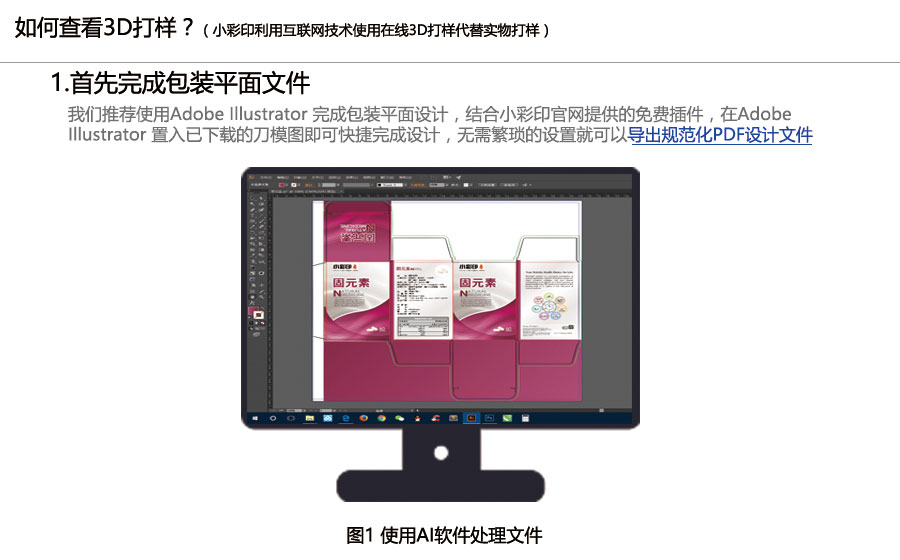 如何查看3D打样？（小彩印利用互联网技术使用在线3D打样代替实物打样）
1.首先完成包装平面文件
我们推荐使用Adobe Illustrator 完成包装平面设计，结合小彩印官网提供的免费插件，在Adobe
Illustrator 置入已下载的刀模图即可快捷完成设计，无需繁琐的设置就可以导出规范化PDF设计文件
小彩印
固元素
固元素
小彩印
固元素
图1 使用AI软件处理文件